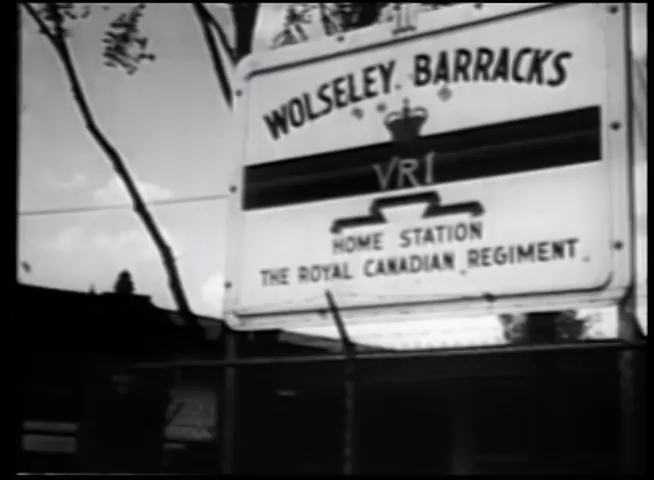 WOLSELEY BARRACKS
VRI
HOME STATION
THE ROYAL CANADIAN REGIMENT